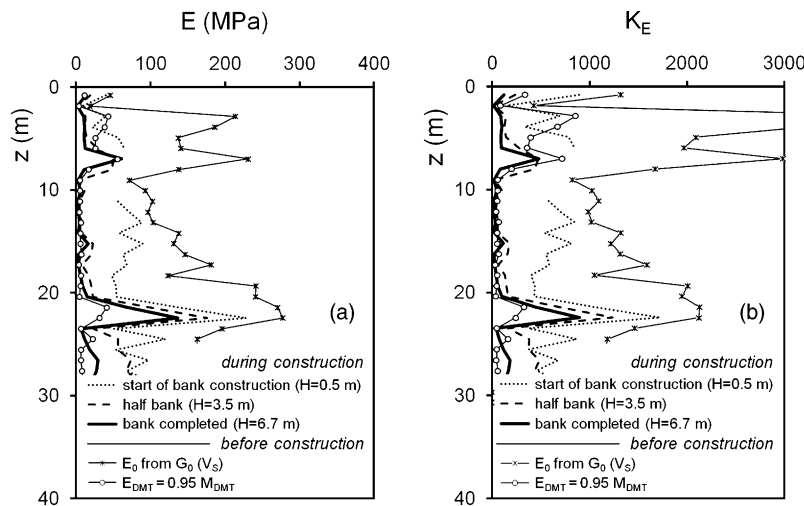 E (MPa)
0 100 200 300 400
z (m)
0
10
20
30
40
(a)
during construction
start of bank construction (H=0.5 m)
half bank (H=3.5 m)
bank completed (H=6.7 m)
before construction
E0 from G0 (VS)
EDMT = 0.95 MDMT
KE
0 1000 2000 3000
z (m)
0
10
20
30
40
(b)
during construction
start of bank construction (H=0.5 m)
half bank (H=3.5 m)
bank completed (H=6.7 m)
before construction
E0 from G0 (VS)
EDMT = 0.95 MDMT